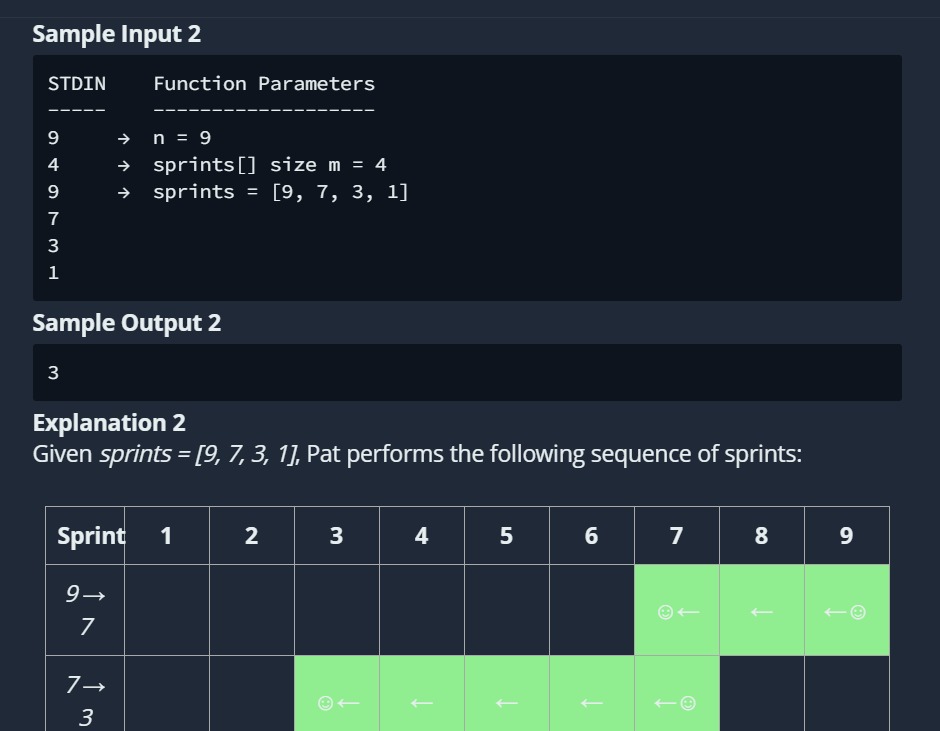 Sample Input 2
STDIN    Function Parameters
-----    -------------------
9     →  n = 9
4     →  sprints[] size m = 4
9     →  sprints = [9, 7, 3, 1]
7
3
1
Sample Output 2
3
Explanation 2
Given sprints = [9, 7, 3, 1], Pat performs the following sequence of sprints:
Sprint 1 2 3 4 5 6 7 8 9
9→
7
☺← ← ←☺
7→
3
☺← ← ← ← ←☺